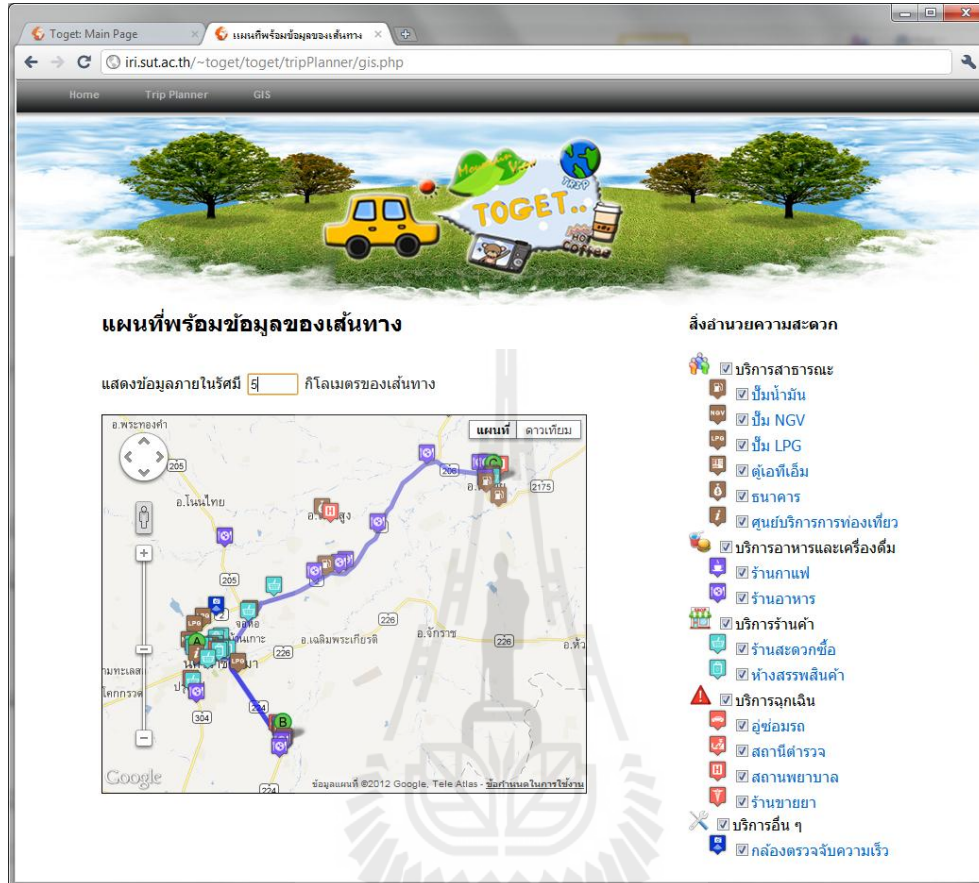 Toget: Main Page
แผนที่พร้อมข้อมูลของเส้นทาง
iri.sut.ac.th/~toget/toget/tripPlanner/gis.php
Home Trip Planner GIS
TRIP
TOGET..
HOT
Coffee
แผนที่พร้อมข้อมูลของเส้นทาง
แสดงข้อมูลภายในรัศมี 5 กิโลเมตรของเส้นทาง
อ.พระทองคำ
แผนที่ ดาวเทียม
205
206
2175
อ.โนนไทย
205
2
จอหอ
226
อ.เฉลิมพระเกียรติ
อ.จักราช
226
226
A
LPG
LPG
B
C
304
224
224
Google
ข้อมูลแผนที่ ©2012 Google, Tele Atlas - ข้อกำหนดในการใช้งาน
สิ่งอำนวยความสะดวก
บริการสาธารณะ
ปั๊มน้ำมัน
NGV ปั๊ม NGV
LPG ปั๊ม LPG
ตู้เอทีเอ็ม
ธนาคาร
ศูนย์บริการการท่องเที่ยว
บริการอาหารและเครื่องดื่ม
ร้านกาแฟ
ร้านอาหาร
SHOP บริการร้านค้า
ร้านสะดวกซื้อ
ห้างสรรพสินค้า
บริการฉุกเฉิน
อู่ซ่อมรถ
สถานีตำรวจ
H สถานพยาบาล
ร้านขายยา
บริการอื่น ๆ
กล้องตรวจจับความเร็ว